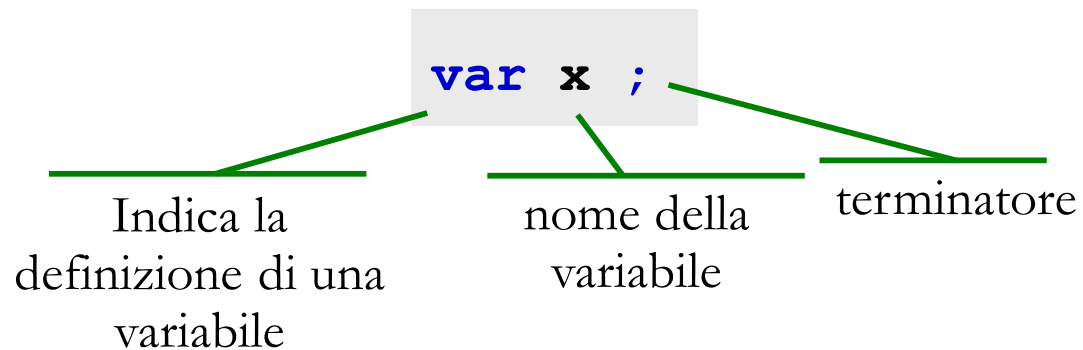 var x ;
Indica la
definizione di una
variabile
nome della
variabile
terminatore